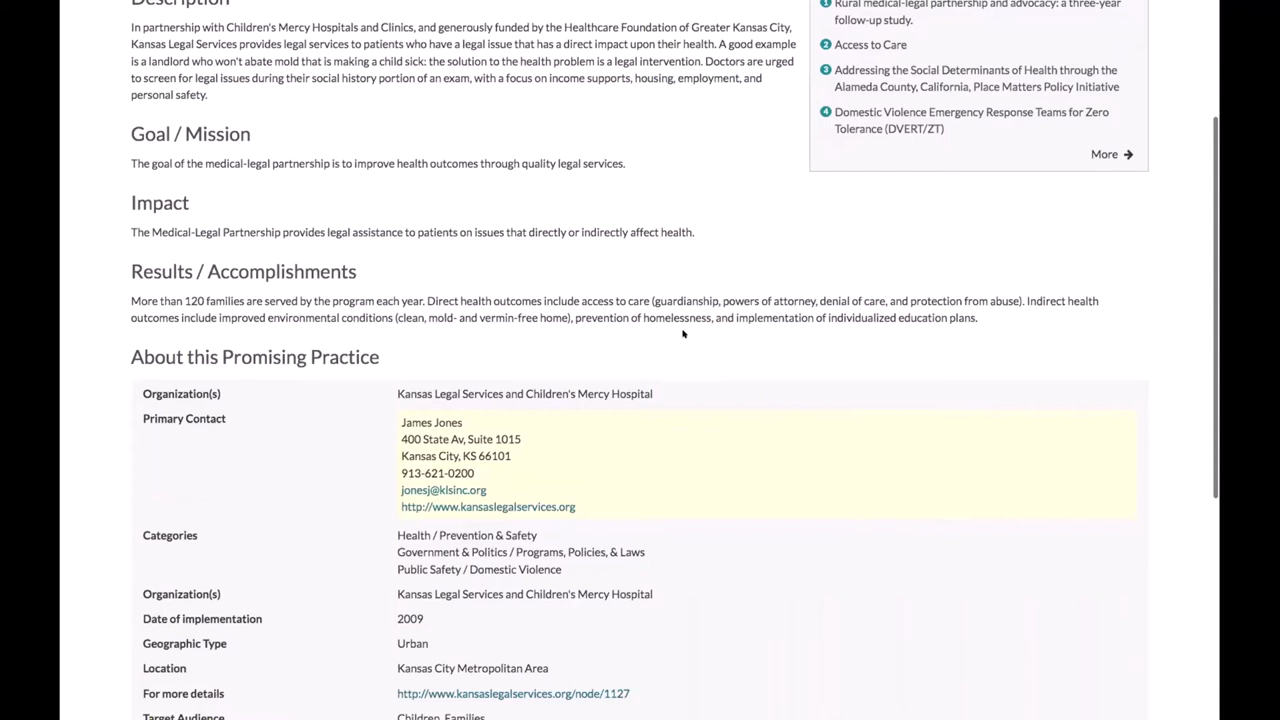 Description
In partnership with Children's Mercy Hospitals and Clinics, and generously funded by the Healthcare Foundation of Greater Kansas City,
Kansas Legal Services provides legal services to patients who have a legal issue that has a direct impact upon their health. A good example
is a landlord who won't abate mold that is making a child sick: the solution to the health problem is a legal intervention. Doctors are urged
to screen for legal issues during their social history portion of an exam, with a focus on income supports, housing, employment, and
personal safety.
Goal / Mission
The goal of the medical-legal partnership is to improve health outcomes through quality legal services.
Impact
The Medical-Legal Partnership provides legal assistance to patients on issues that directly or indirectly affect health.
Results / Accomplishments
More than 120 families are served by the program each year. Direct health outcomes include access to care (guardianship, powers of attorney, denial of care, and protection from abuse). Indirect health
outcomes include improved environmental conditions (clean, mold- and vermin-free home), prevention of homelessness, and implementation of individualized education plans.
About this Promising Practice
Organization(s) Kansas Legal Services and Children's Mercy Hospital
Primary Contact
James Jones
400 State Av, Suite 1015
Kansas City, KS 66101
913-621-0200
jonesj@klsinc.org
http://www.kansaslegalservices.org
Categories Health / Prevention & Safety
Government & Politics / Programs, Policies, & Laws
Public Safety / Domestic Violence
Organization(s) Kansas Legal Services and Children's Mercy Hospital
Date of implementation 2009
Geographic Type Urban
Location Kansas City Metropolitan Area
For more details http://www.kansaslegalservices.org/node/1127
Target Audience Children, Families
1 Rural medical-legal partnership and advocacy: a three-year
follow-up study.
2 Access to Care
3 Addressing the Social Determinants of Health through the
Alameda County, California, Place Matters Policy Initiative
4 Domestic Violence Emergency Response Teams for Zero
Tolerance (DVERT/ZT)
More